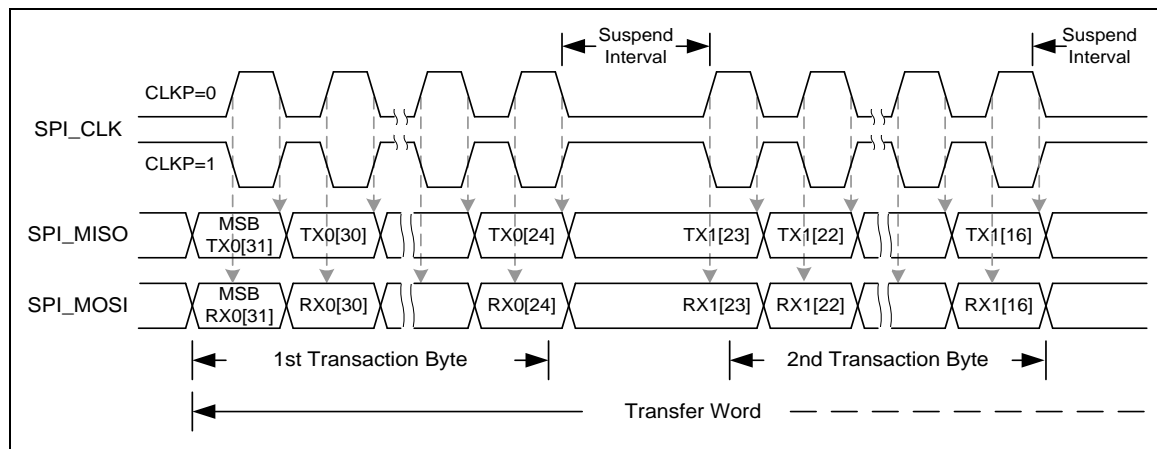 Suspend Interval
Suspend Interval
CLKP=0
SPI_CLK
CLKP=1
SPI_MISO
MSB TX0[31]
TX0[30]
TX0[24]
TX1[23]
TX1[22]
TX1[16]
SPI_MOSI
MSB RX0[31]
RX0[30]
RX0[24]
RX1[23]
RX1[22]
RX1[16]
1st Transaction Byte
2nd Transaction Byte
Transfer Word